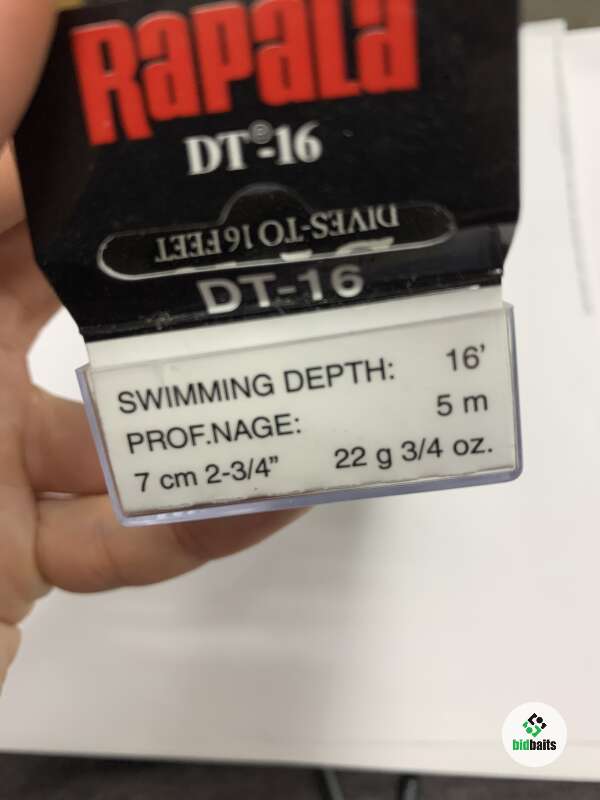 RAPALA
DT®-16
DIVES-TO 16 FEET
DT-16
SWIMMING DEPTH: 16'
PROF.NAGE: 5 m
7 cm 2-3/4” 22 g 3/4 oz.
bidbaits